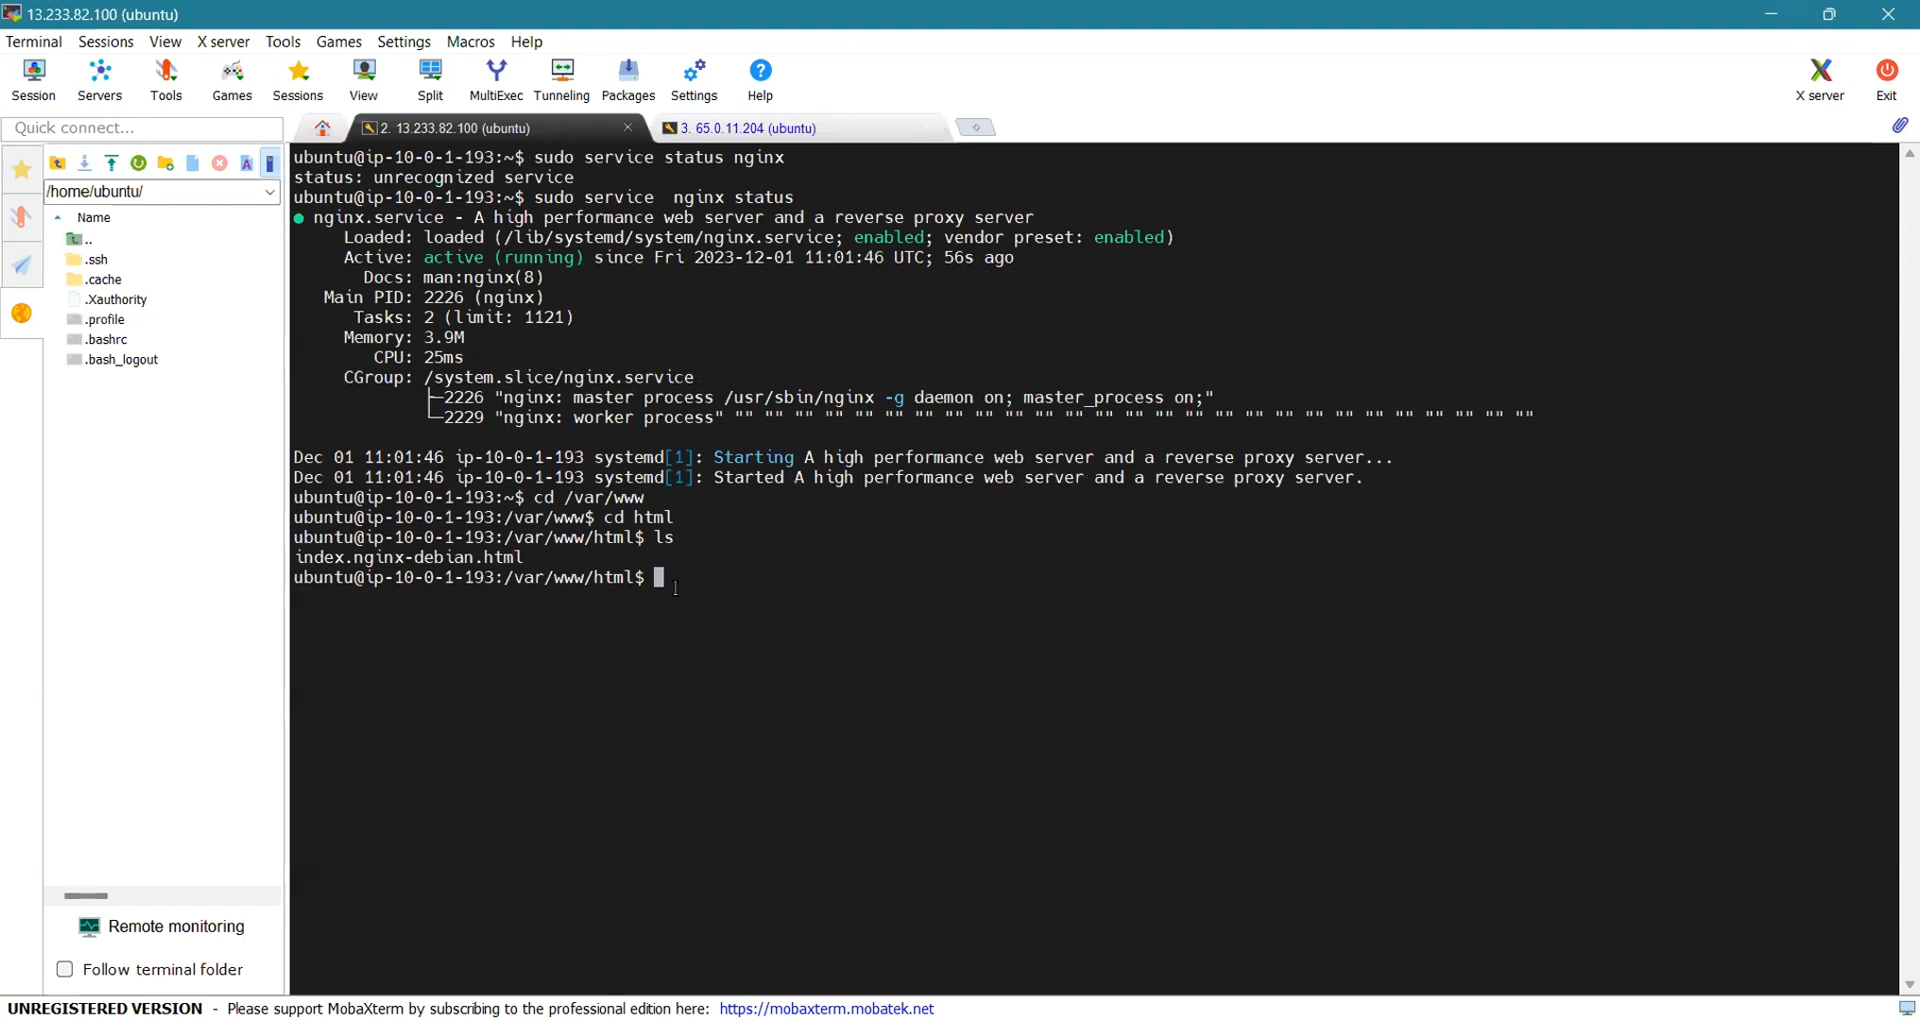 13.233.82.100 (ubuntu)
Terminal Sessions View X server Tools Games Settings Macros Help
Session Servers Tools Games Sessions View Split MultiExec Tunneling Packages Settings Help X server Exit
Quick connect...
2. 13.233.82.100 (ubuntu)
3. 65.0.11.204 (ubuntu)
/home/ubuntu/
Name
..
.ssh
.cache
.Xauthority
.profile
.bashrc
.bash_logout
Remote monitoring
Follow terminal folder
ubuntu@ip-10-0-1-193:~$ sudo service status nginx
status: unrecognized service
ubuntu@ip-10-0-1-193:~$ sudo service  nginx status
● nginx.service - A high performance web server and a reverse proxy server
Loaded: loaded (/lib/systemd/system/nginx.service; enabled; vendor preset: enabled)
Active: active (running) since Fri 2023-12-01 11:01:46 UTC; 56s ago
Docs: man:nginx(8)
Main PID: 2226 (nginx)
Tasks: 2 (limit: 1121)
Memory: 3.9M
CPU: 25ms
CGroup: /system.slice/nginx.service
├─2226 "nginx: master process /usr/sbin/nginx -g daemon on; master_process on;"
└─2229 "nginx: worker process" "" "" "" "" "" "" "" "" "" "" "" "" "" "" "" "" "" "" "" "" "" "" "" "" "" "" ""
Dec 01 11:01:46 ip-10-0-1-193 systemd[1]: Starting A high performance web server and a reverse proxy server...
Dec 01 11:01:46 ip-10-0-1-193 systemd[1]: Started A high performance web server and a reverse proxy server.
ubuntu@ip-10-0-1-193:~$ cd /var/www
ubuntu@ip-10-0-1-193:/var/www$ cd html
ubuntu@ip-10-0-1-193:/var/www/html$ ls
index.nginx-debian.html
ubuntu@ip-10-0-1-193:/var/www/html$
UNREGISTERED VERSION - Please support MobaXterm by subscribing to the professional edition here: https://mobaxterm.mobatek.net